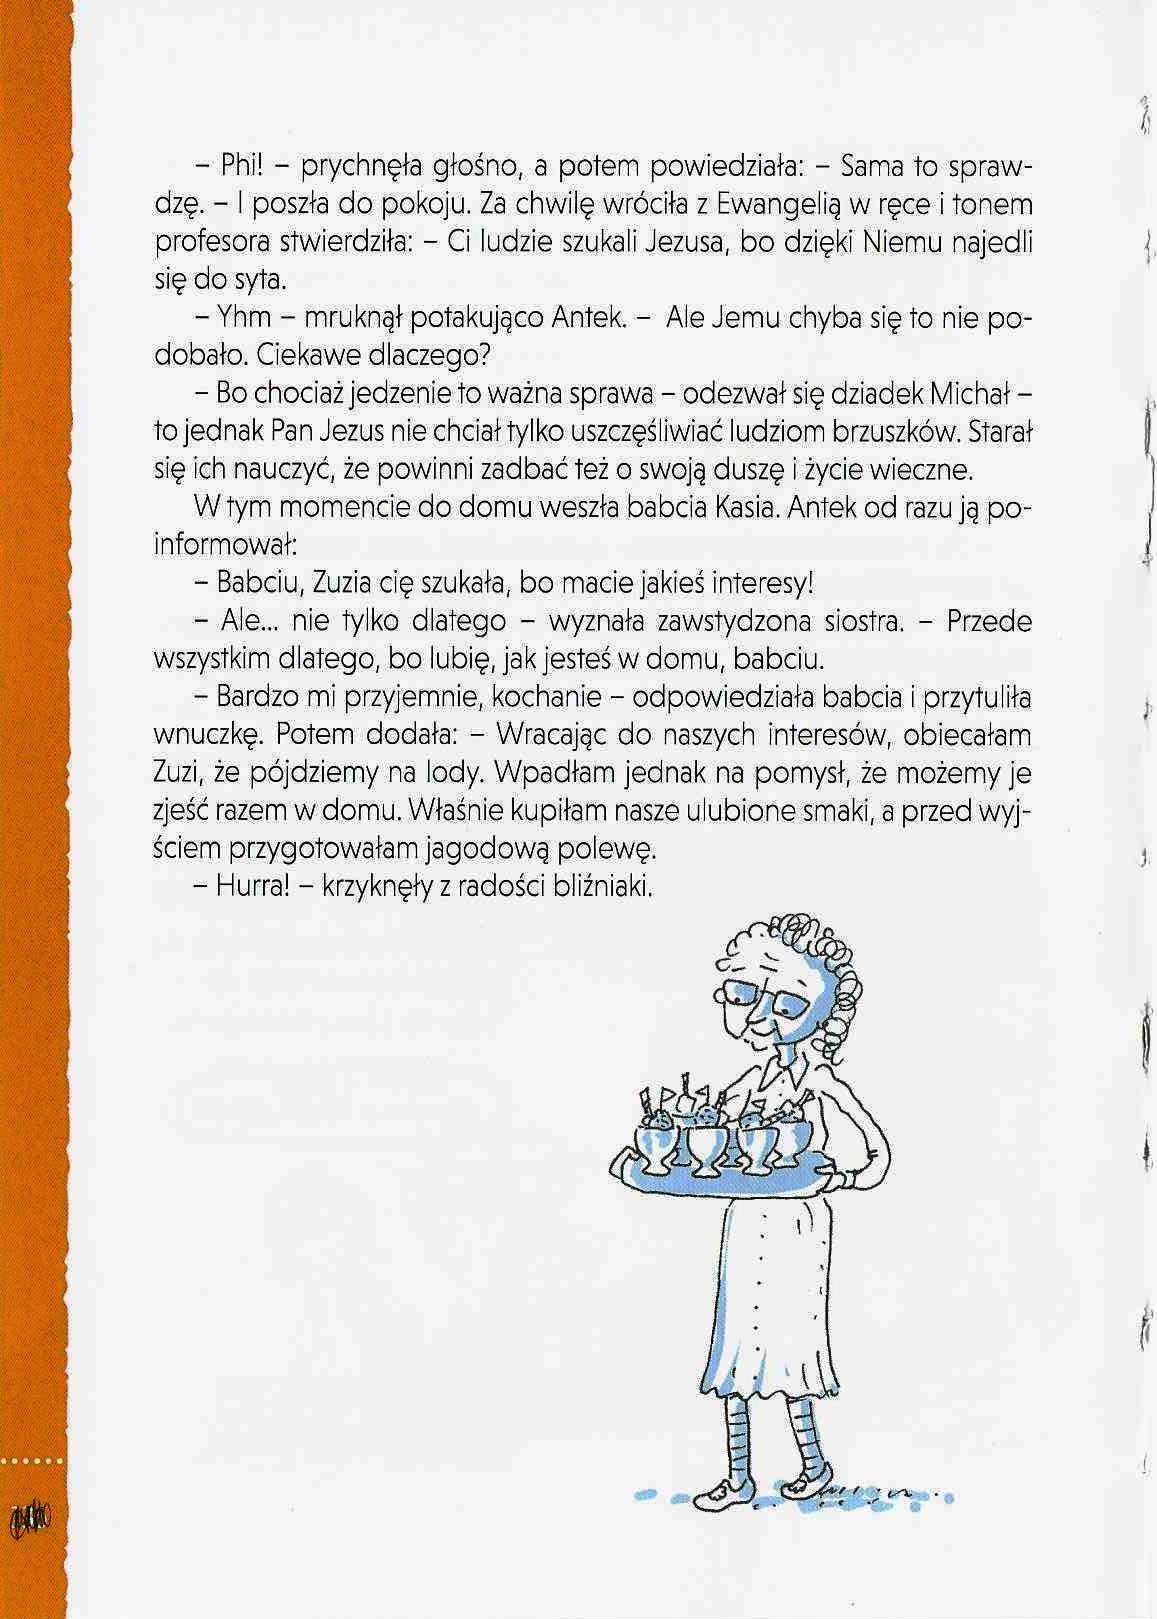 – Phi! – prychnęła głośno, a potem powiedziała: – Sama to spraw-
dzę. – I poszła do pokoju. Za chwilę wróciła z Ewangelią w ręce i tonem
profesora stwierdziła: – Ci ludzie szukali Jezusa, bo dzięki Niemu najedli
się do syta.
– Yhm – mruknął potakująco Antek. – Ale Jemu chyba się to nie po-
dobało. Ciekawe dlaczego?
– Bo chociaż jedzenie to ważna sprawa – odezwał się dziadek Michał –
to jednak Pan Jezus nie chciał tylko uszczęśliwiać ludziom brzuszków. Starał
się ich nauczyć, że powinni zadbać też o swoją duszę i życie wieczne.
W tym momencie do domu weszła babcia Kasia. Antek od razu ją po-
informował:
– Babciu, Zuzia cię szukała, bo macie jakieś interesy!
– Ale... nie tylko dlatego – wyznała zawstydzona siostra. – Przede
wszystkim dlatego, bo lubię, jak jesteś w domu, babciu.
– Bardzo mi przyjemnie, kochanie – odpowiedziała babcia i przytuliła
wnuczkę. Potem dodała: – Wracając do naszych interesów, obiecałam
Zuzi, że pójdziemy na lody. Wpadłam jednak na pomysł, że możemy je
zjeść razem w domu. Właśnie kupiłam nasze ulubione smaki, a przed wyj-
ściem przygotowałam jagodową polewę.
– Hurra! – krzyknęły z radości bliźniaki.